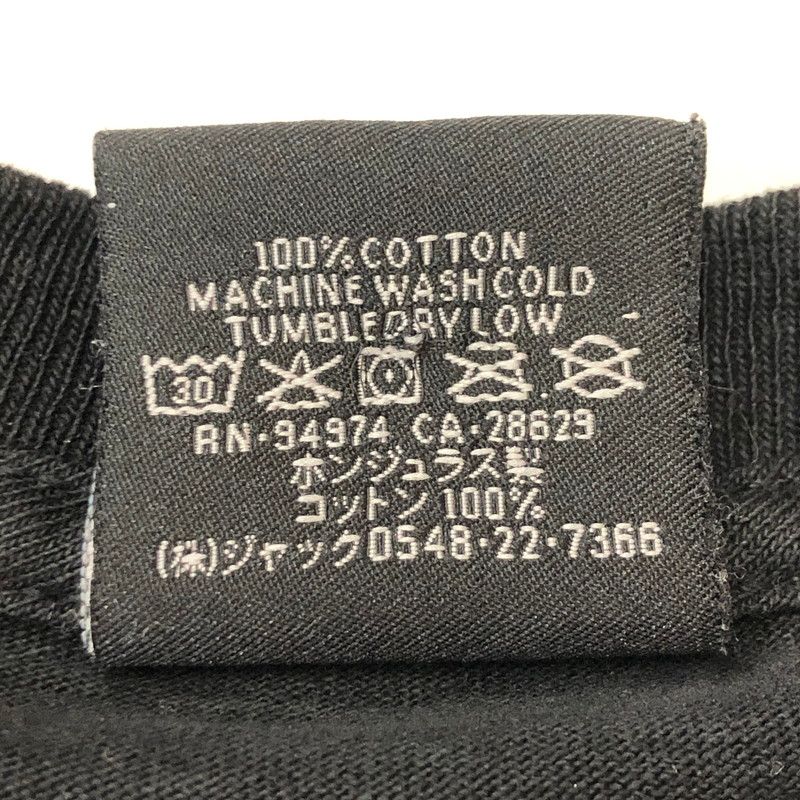 100% COTTON
MACHINE WASH COLD
TUMBLE DRY LOW
30
RN·94974 CA·28629
ホンジュラス製
コットン 100%
(株)ジャック0548·22·7366